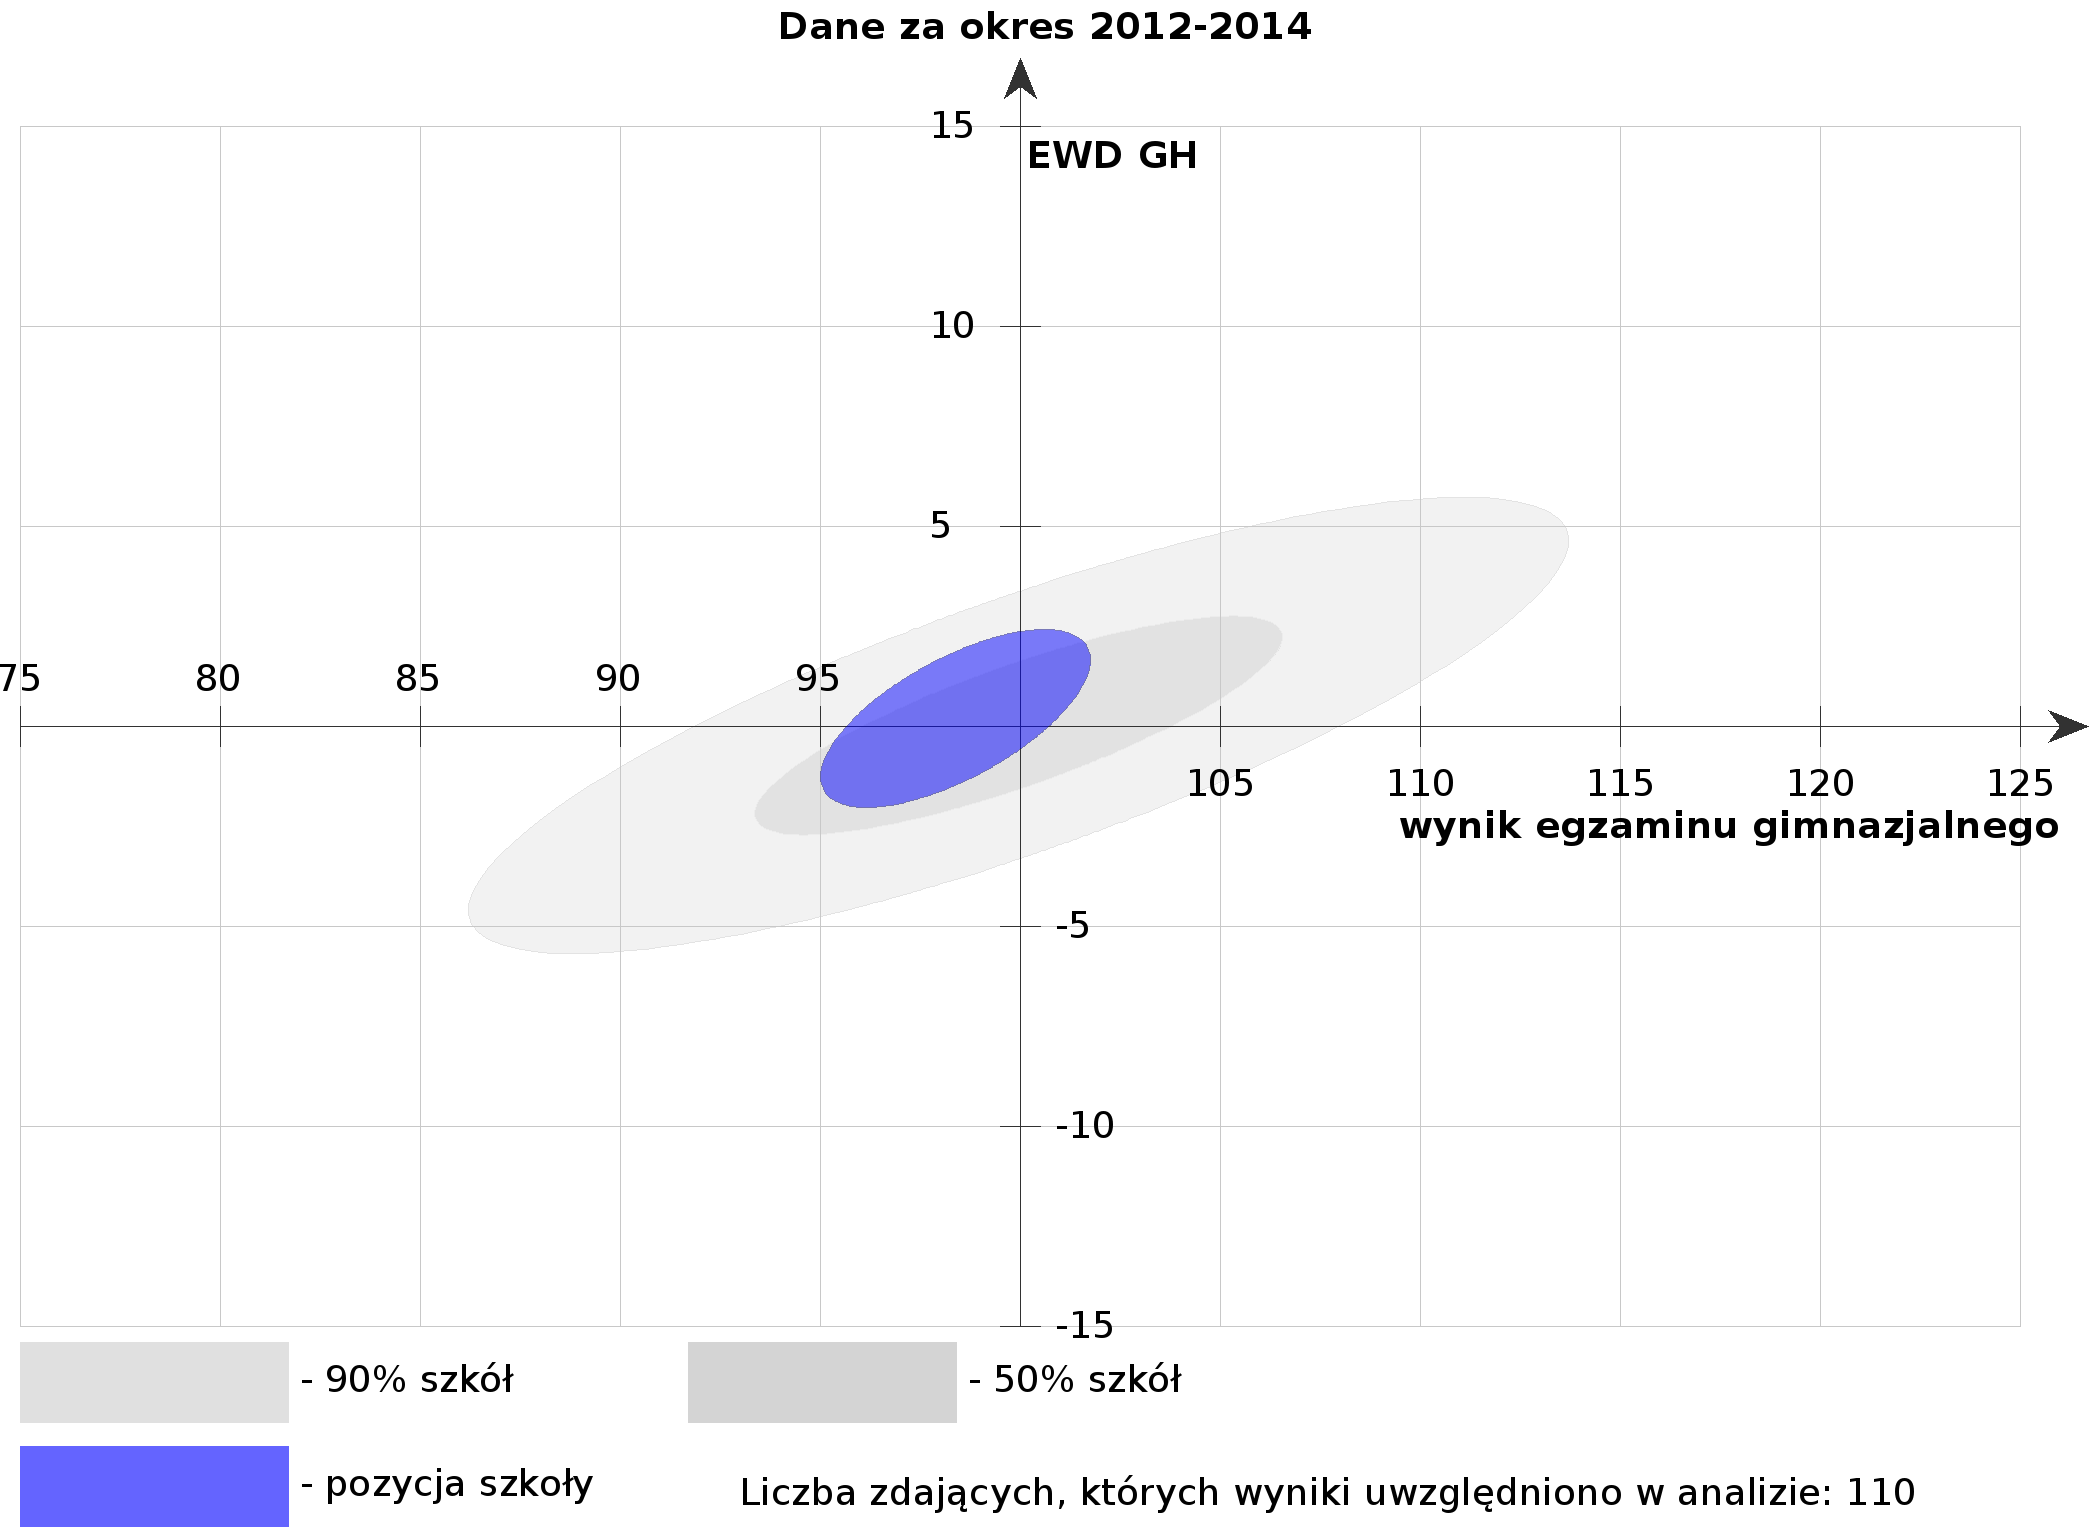 Dane za okres 2012-2014
15
EWD GH
10
5
75 80 85 90 95
105 110 115 120 125
wynik egzaminu gimnazjalnego
-5
-10
-15
- 90% szkół - 50% szkół
- pozycja szkoły Liczba zdających, których wyniki uwzględniono w analizie: 110